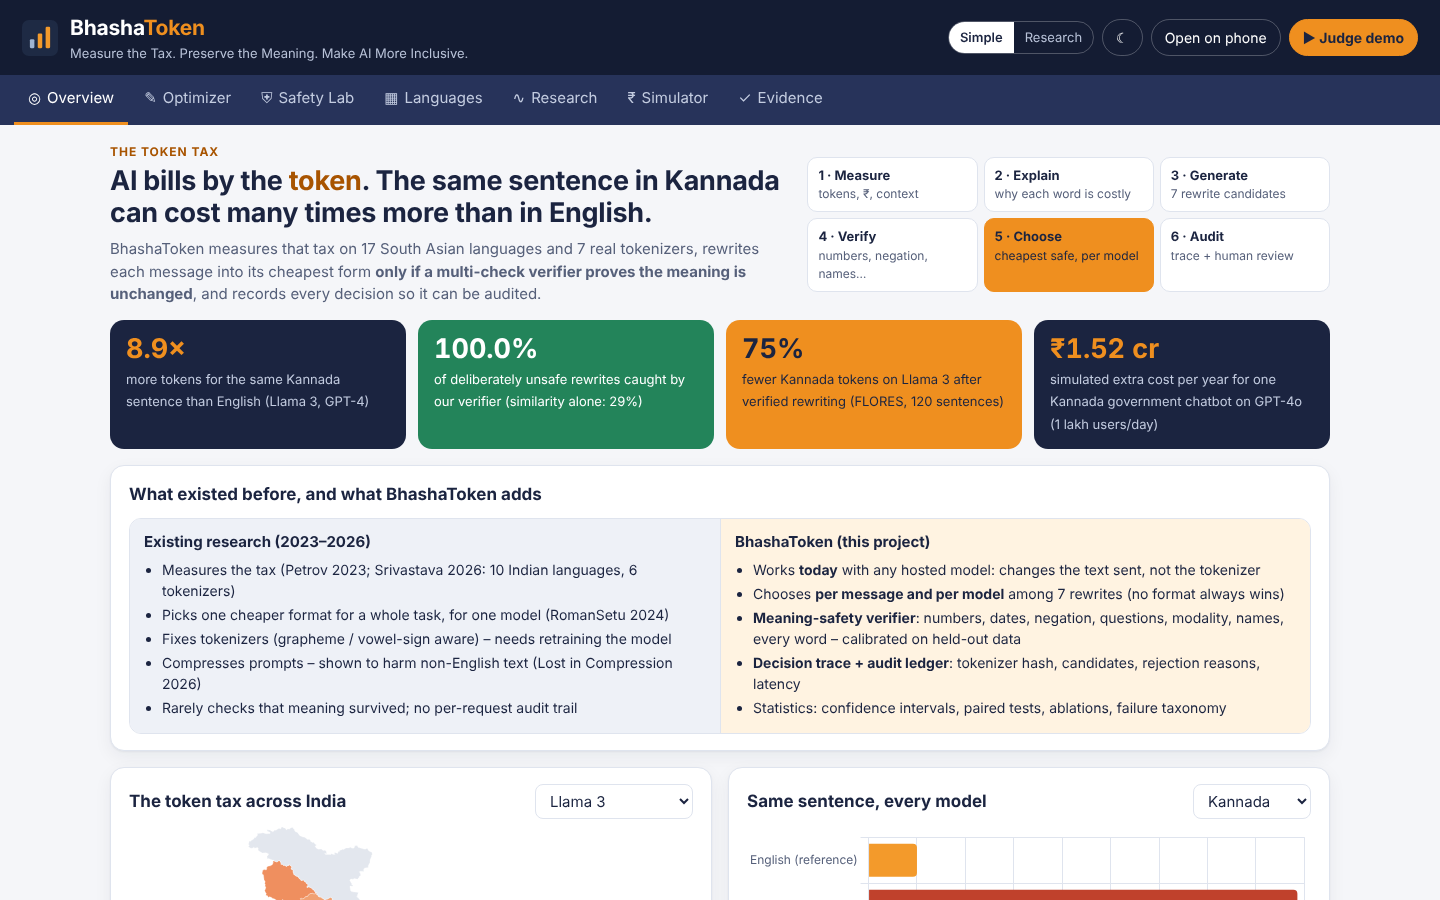 BhashaToken
Measure the Tax. Preserve the Meaning. Make AI More Inclusive.
Simple
Research
☾
Open on phone
▶ Judge demo
◎ Overview
✎ Optimizer
⛨ Safety Lab
▦ Languages
∿ Research
₹ Simulator
✓ Evidence
THE TOKEN TAX
AI bills by the token. The same sentence in Kannada
can cost many times more than in English.
BhashaToken measures that tax on 17 South Asian languages and 7 real tokenizers, rewrites
each message into its cheapest form only if a multi-check verifier proves the meaning is
unchanged, and records every decision so it can be audited.
1 · Measure
tokens, ₹, context
2 · Explain
why each word is costly
3 · Generate
7 rewrite candidates
4 · Verify
numbers, negation,
names...
5 · Choose
cheapest safe, per model
6 · Audit
trace + human review
8.9×
more tokens for the same Kannada
sentence than English (Llama 3, GPT-4)
100.0%
of deliberately unsafe rewrites caught by
our verifier (similarity alone: 29%)
75%
fewer Kannada tokens on Llama 3 after
verified rewriting (FLORES, 120 sentences)
₹1.52 cr
simulated extra cost per year for one
Kannada government chatbot on GPT-4o
(1 lakh users/day)
What existed before, and what BhashaToken adds
Existing research (2023–2026)
• Measures the tax (Petrov 2023; Srivastava 2026: 10 Indian languages, 6
tokenizers)
• Picks one cheaper format for a whole task, for one model (RomanSetu 2024)
• Fixes tokenizers (grapheme / vowel-sign aware) – needs retraining the model
• Compresses prompts – shown to harm non-English text (Lost in Compression
2026)
• Rarely checks that meaning survived; no per-request audit trail
BhashaToken (this project)
• Works today with any hosted model: changes the text sent, not the tokenizer
• Chooses per message and per model among 7 rewrites (no format always wins)
• Meaning-safety verifier: numbers, dates, negation, questions, modality, names,
every word – calibrated on held-out data
• Decision trace + audit ledger: tokenizer hash, candidates, rejection reasons,
latency
• Statistics: confidence intervals, paired tests, ablations, failure taxonomy
The token tax across India
Llama 3
Same sentence, every model
Kannada
English (reference)